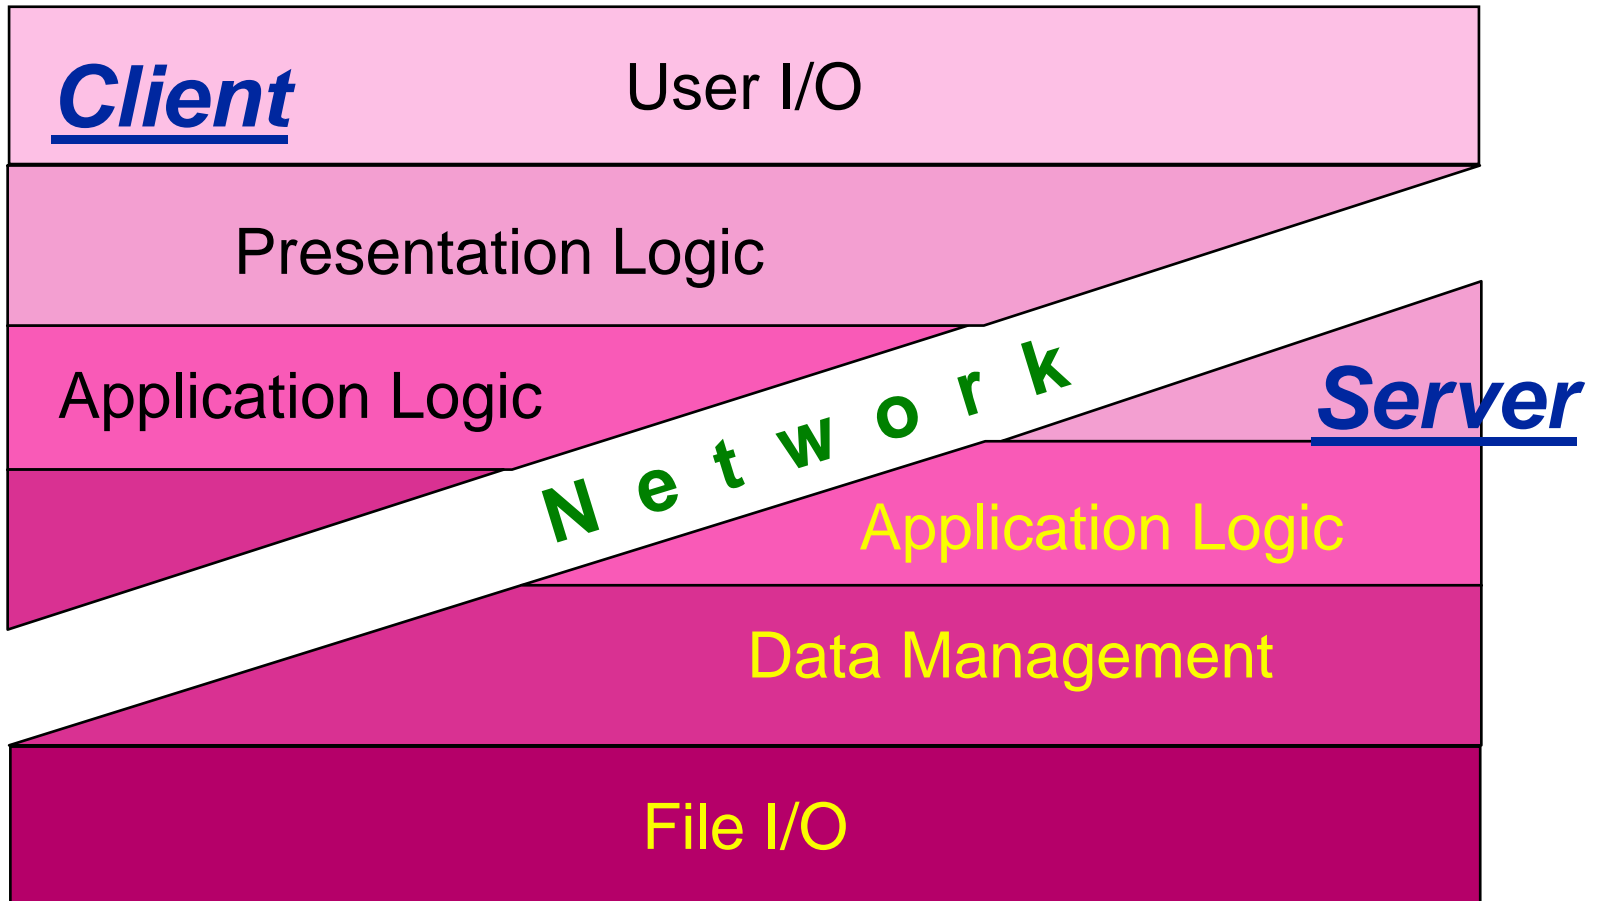 Client
User I/O
Presentation Logic
Application Logic
Network
Server
Application Logic
Data Management
File I/O